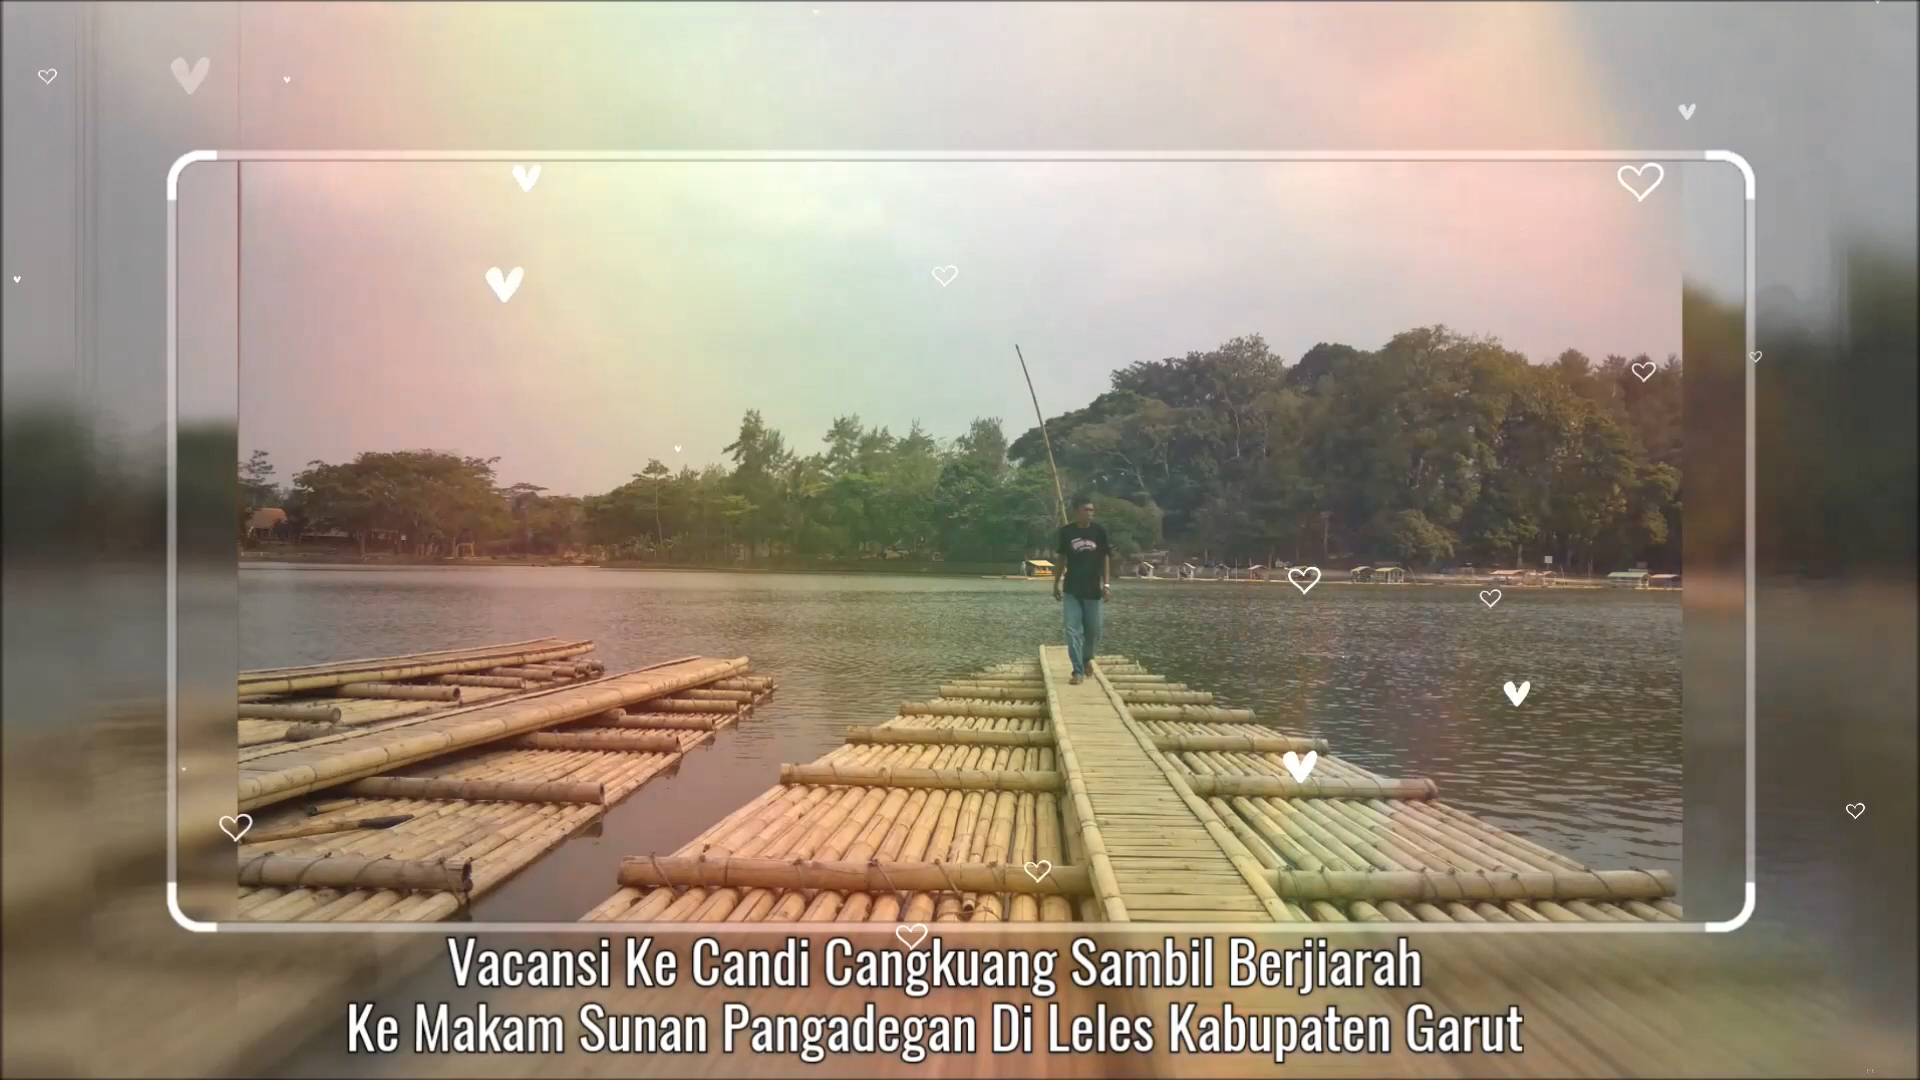 Vacansi Ke Candi Cangkuang Sambil Berjiarah
Ke Makam Sunan Pangadegan Di Leles Kabupaten Garut